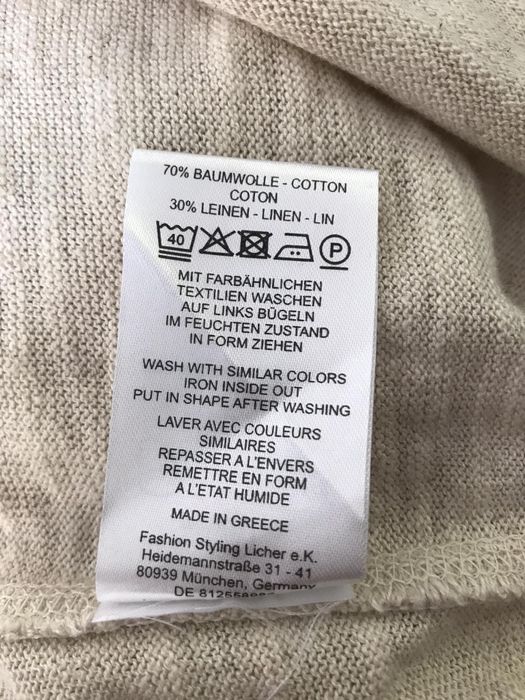 70% BAUMWOLLE - COTTON
COTON
30% LEINEN - LINEN - LIN
40 P
MIT FARBÄHNLICHEN
TEXTILIEN WASCHEN
AUF LINKS BÜGELN
IM FEUCHTEN ZUSTAND
IN FORM ZIEHEN
WASH WITH SIMILAR COLORS
IRON INSIDE OUT
PUT IN SHAPE AFTER WASHING
LAVER AVEC COULEURS
SIMILAIRES
REPASSER A L'ENVERS
REMETTRE EN FORM
A L'ETAT HUMIDE
MADE IN GREECE
Fashion Styling Licher e.K.
Heidemannstraße 31 - 41
80939 München, Germany
DE